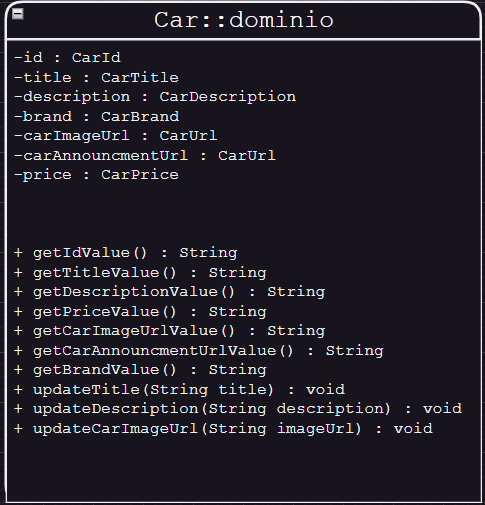 Car::dominio
-id : CarId
-title : CarTitle
-description : CarDescription
-brand : CarBrand
-carImageUrl : CarUrl
-carAnnouncmentUrl : CarUrl
-price : CarPrice
+ getIdValue() : String
+ getTitleValue() : String
+ getDescriptionValue() : String
+ getPriceValue() : String
+ getCarImageUrlValue() : String
+ getCarAnnouncmentUrlValue() : String
+ getBrandValue() : String
+ updateTitle(String title) : void
+ updateDescription(String description) : void
+ updateCarImageUrl(String imageUrl) : void